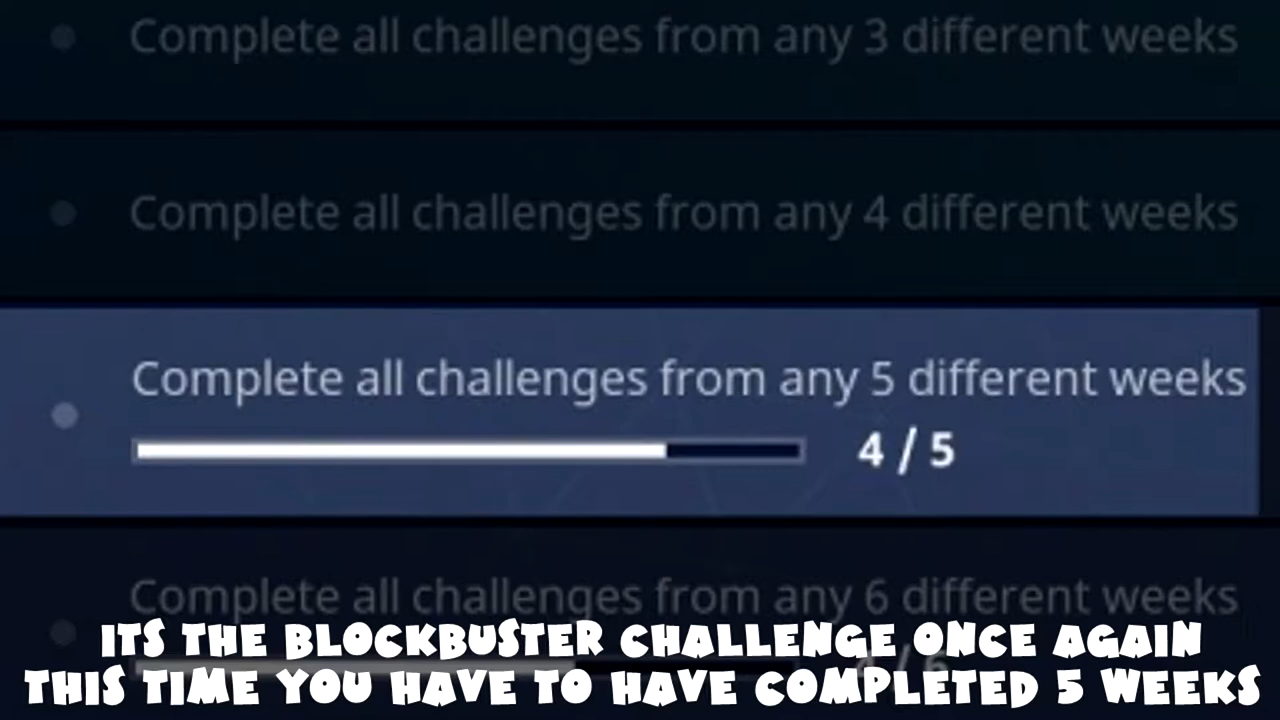 Complete all challenges from any 3 different weeks
Complete all challenges from any 4 different weeks
Complete all challenges from any 5 different weeks
4 / 5
Complete all challenges from any 6 different weeks
4 / 6
ITS THE BLOCKBUSTER CHALLENGE ONCE AGAIN
THIS TIME YOU HAVE TO HAVE COMPLETED 5 WEEKS